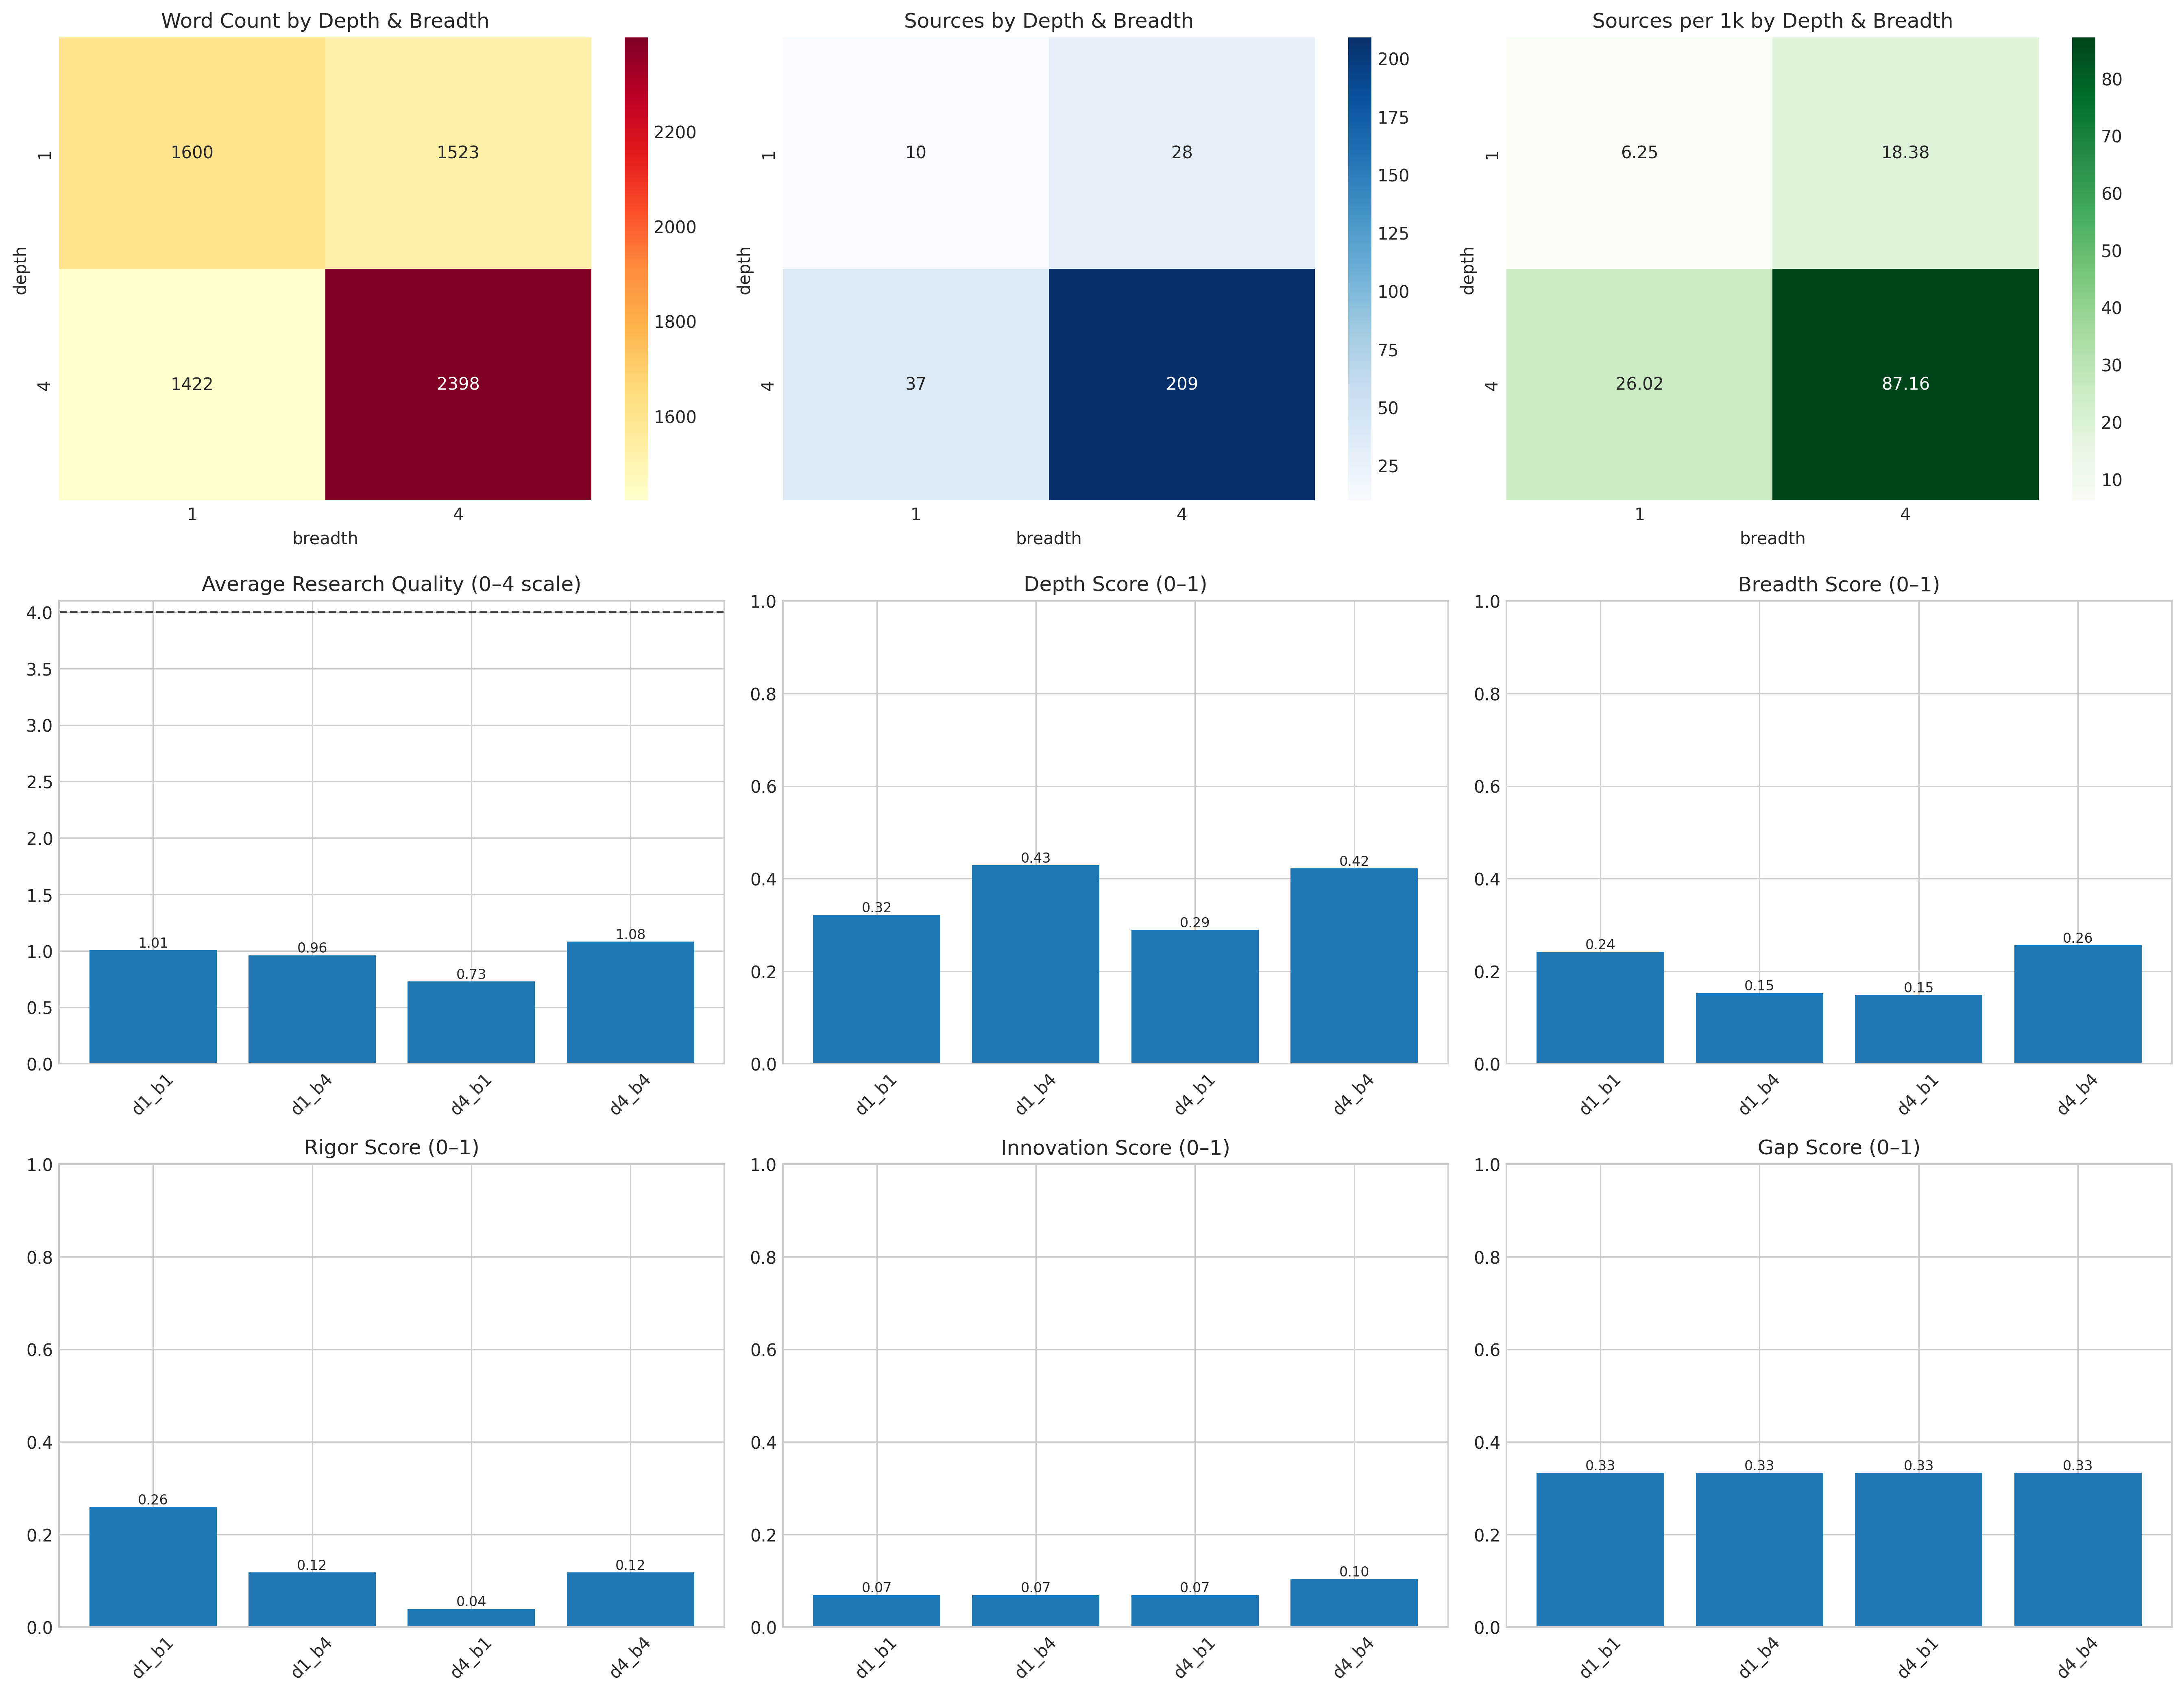 Word Count by Depth & Breadth
1600
1523
1422
2398
1
4
depth
1
4
breadth
2200
2000
1800
1600
Sources by Depth & Breadth
10
28
37
209
1
4
depth
1
4
breadth
200
175
150
125
100
75
50
25
Sources per 1k by Depth & Breadth
6.25
18.38
26.02
87.16
1
4
depth
1
4
breadth
80
70
60
50
40
30
20
10
Average Research Quality (0–4 scale)
4.0
3.5
3.0
2.5
2.0
1.5
1.0
0.5
0.0
1.01
0.96
0.73
1.08
d1_b1
d1_b4
d4_b1
d4_b4
Depth Score (0–1)
1.0
0.8
0.6
0.4
0.2
0.0
0.32
0.43
0.29
0.42
d1_b1
d1_b4
d4_b1
d4_b4
Breadth Score (0–1)
1.0
0.8
0.6
0.4
0.2
0.0
0.24
0.15
0.15
0.26
d1_b1
d1_b4
d4_b1
d4_b4
Rigor Score (0–1)
1.0
0.8
0.6
0.4
0.2
0.0
0.26
0.12
0.04
0.12
d1_b1
d1_b4
d4_b1
d4_b4
Innovation Score (0–1)
1.0
0.8
0.6
0.4
0.2
0.0
0.07
0.07
0.07
0.10
d1_b1
d1_b4
d4_b1
d4_b4
Gap Score (0–1)
1.0
0.8
0.6
0.4
0.2
0.0
0.33
0.33
0.33
0.33
d1_b1
d1_b4
d4_b1
d4_b4